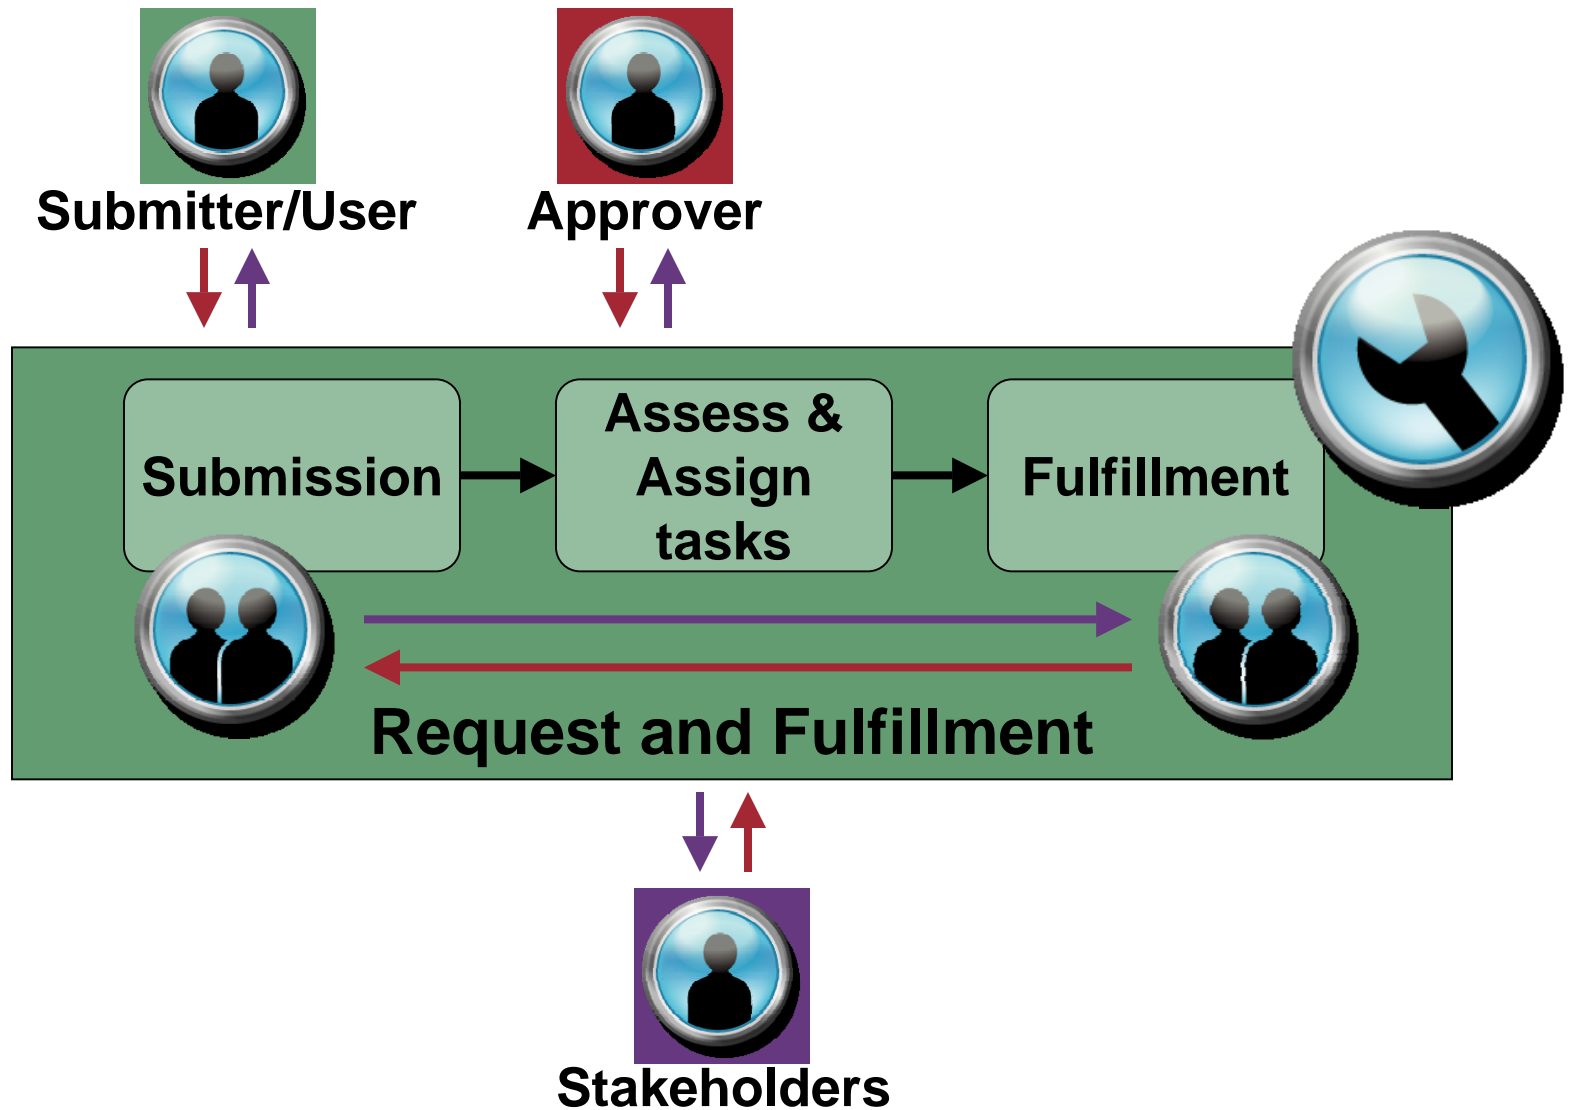 Submitter/User
Approver
Submission
Assess &
Assign
tasks
Fulfillment
Request and Fulfillment
Stakeholders